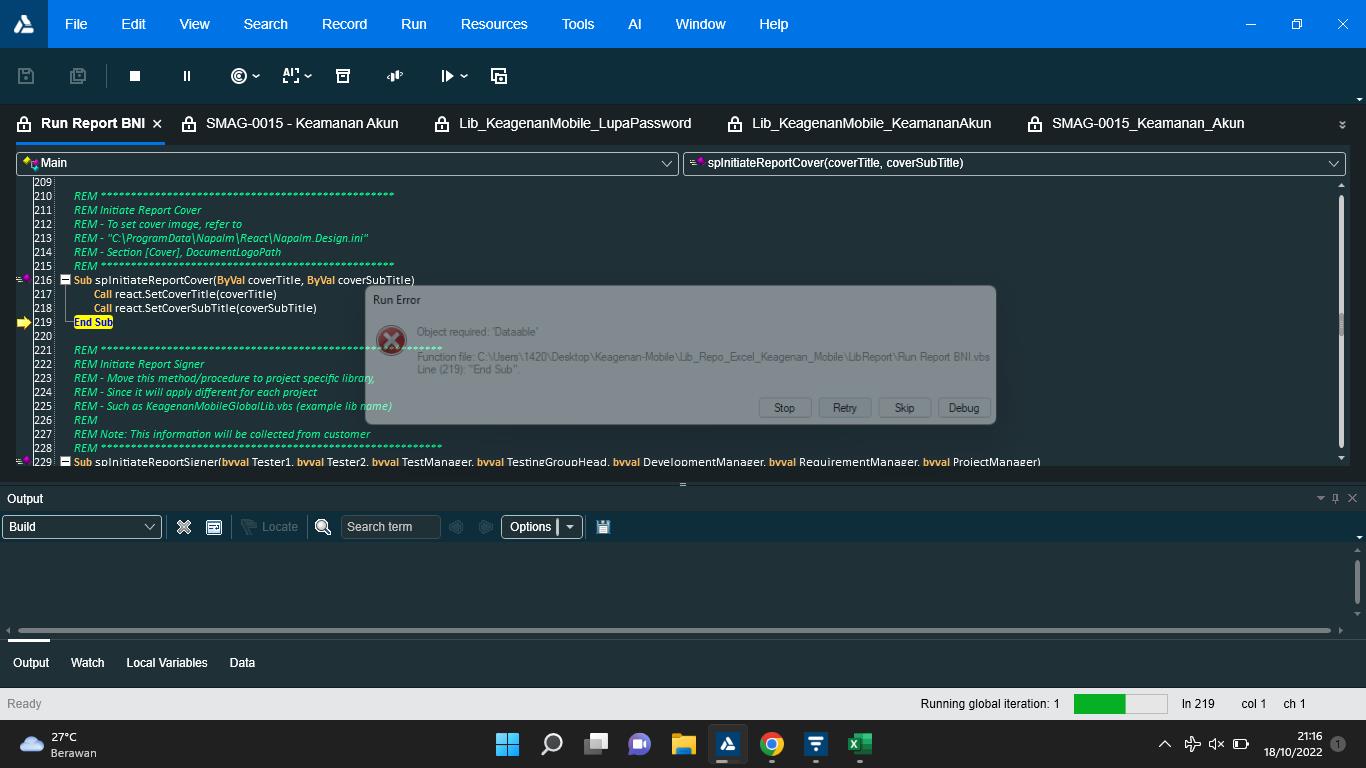 File Edit View Search Record Run Resources Tools AI Window Help
AI
Run Report BNI SMAG-0015 - Keamanan Akun Lib_KeagenanMobile_LupaPassword Lib_KeagenanMobile_KeamananAkun SMAG-0015_Keamanan_Akun
Main spInitiateReportCover(coverTitle, coverSubTitle)
209
210 REM *************************************************
211 REM Initiate Report Cover
212 REM - To set cover image, refer to
213 REM - "C:\ProgramData\Napalm\React\Napalm.Design.ini"
214 REM - Section [Cover], DocumentLogoPath
215 REM *************************************************
216 Sub spInitiateReportCover(ByVal coverTitle, ByVal coverSubTitle)
217 Call react.SetCoverTitle(coverTitle)
218 Call react.SetCoverSubTitle(coverSubTitle)
219 End Sub
220
221 REM *********************************************************
222 REM Initiate Report Signer
223 REM - Move this method/procedure to project specific library,
224 REM - Since it will apply different for each project
225 REM - Such as KeagenanMobileGlobalLib.vbs (example lib name)
226 REM
227 REM Note: This information will be collected from customer
228 REM *********************************************************
229 Sub spInitiateReportSigner(byval Tester1, byval Tester2, byval TestManager, byval TestingGroupHead, byval DevelopmentManager, byval RequirementManager, byval ProjectManager)
Run Error
Object required: 'Dataable'
Function file: C:\Users\1420\Desktop\Keagenan-Mobile\Lib_Repo_Excel_Keagenan_Mobile\LibReport\Run Report BNI.vbs
Line (219): "End Sub".
Stop Retry Skip Debug
Output
Build Locate Search term Options
Output Watch Local Variables Data
Ready Running global iteration: 1 ln 219 col 1 ch 1
27°C
Berawan
21:16
18/10/2022 1